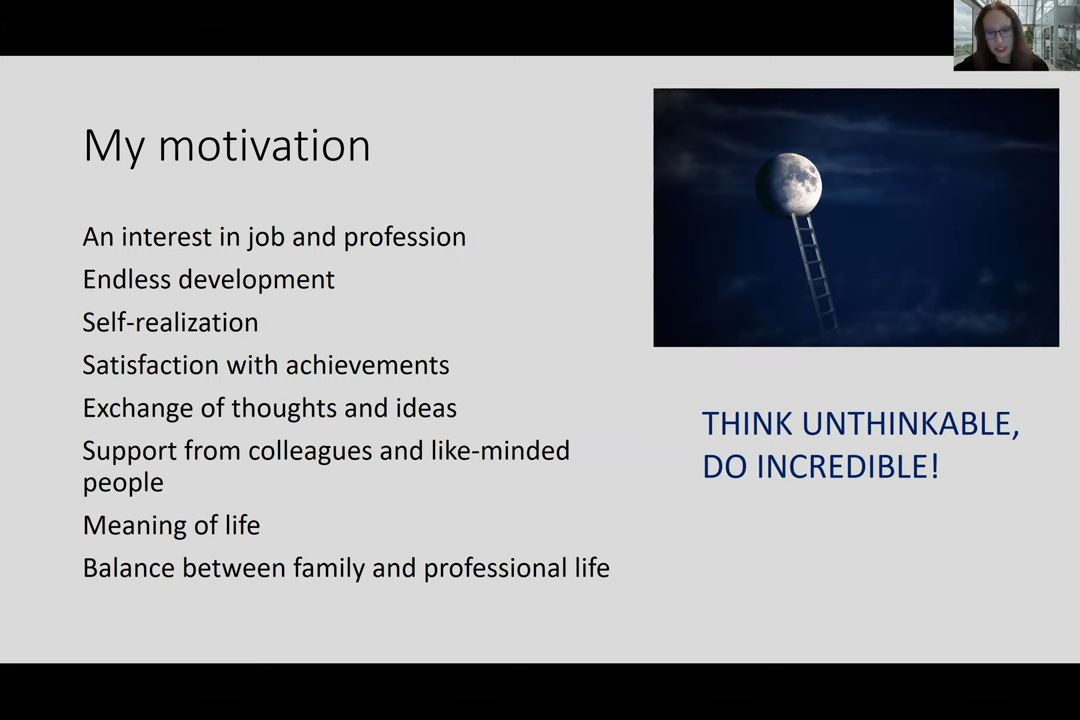 My motivation
An interest in job and profession
Endless development
Self-realization
Satisfaction with achievements
Exchange of thoughts and ideas
Support from colleagues and like-minded
people
Meaning of life
Balance between family and professional life
THINK UNTHINKABLE,
DO INCREDIBLE!